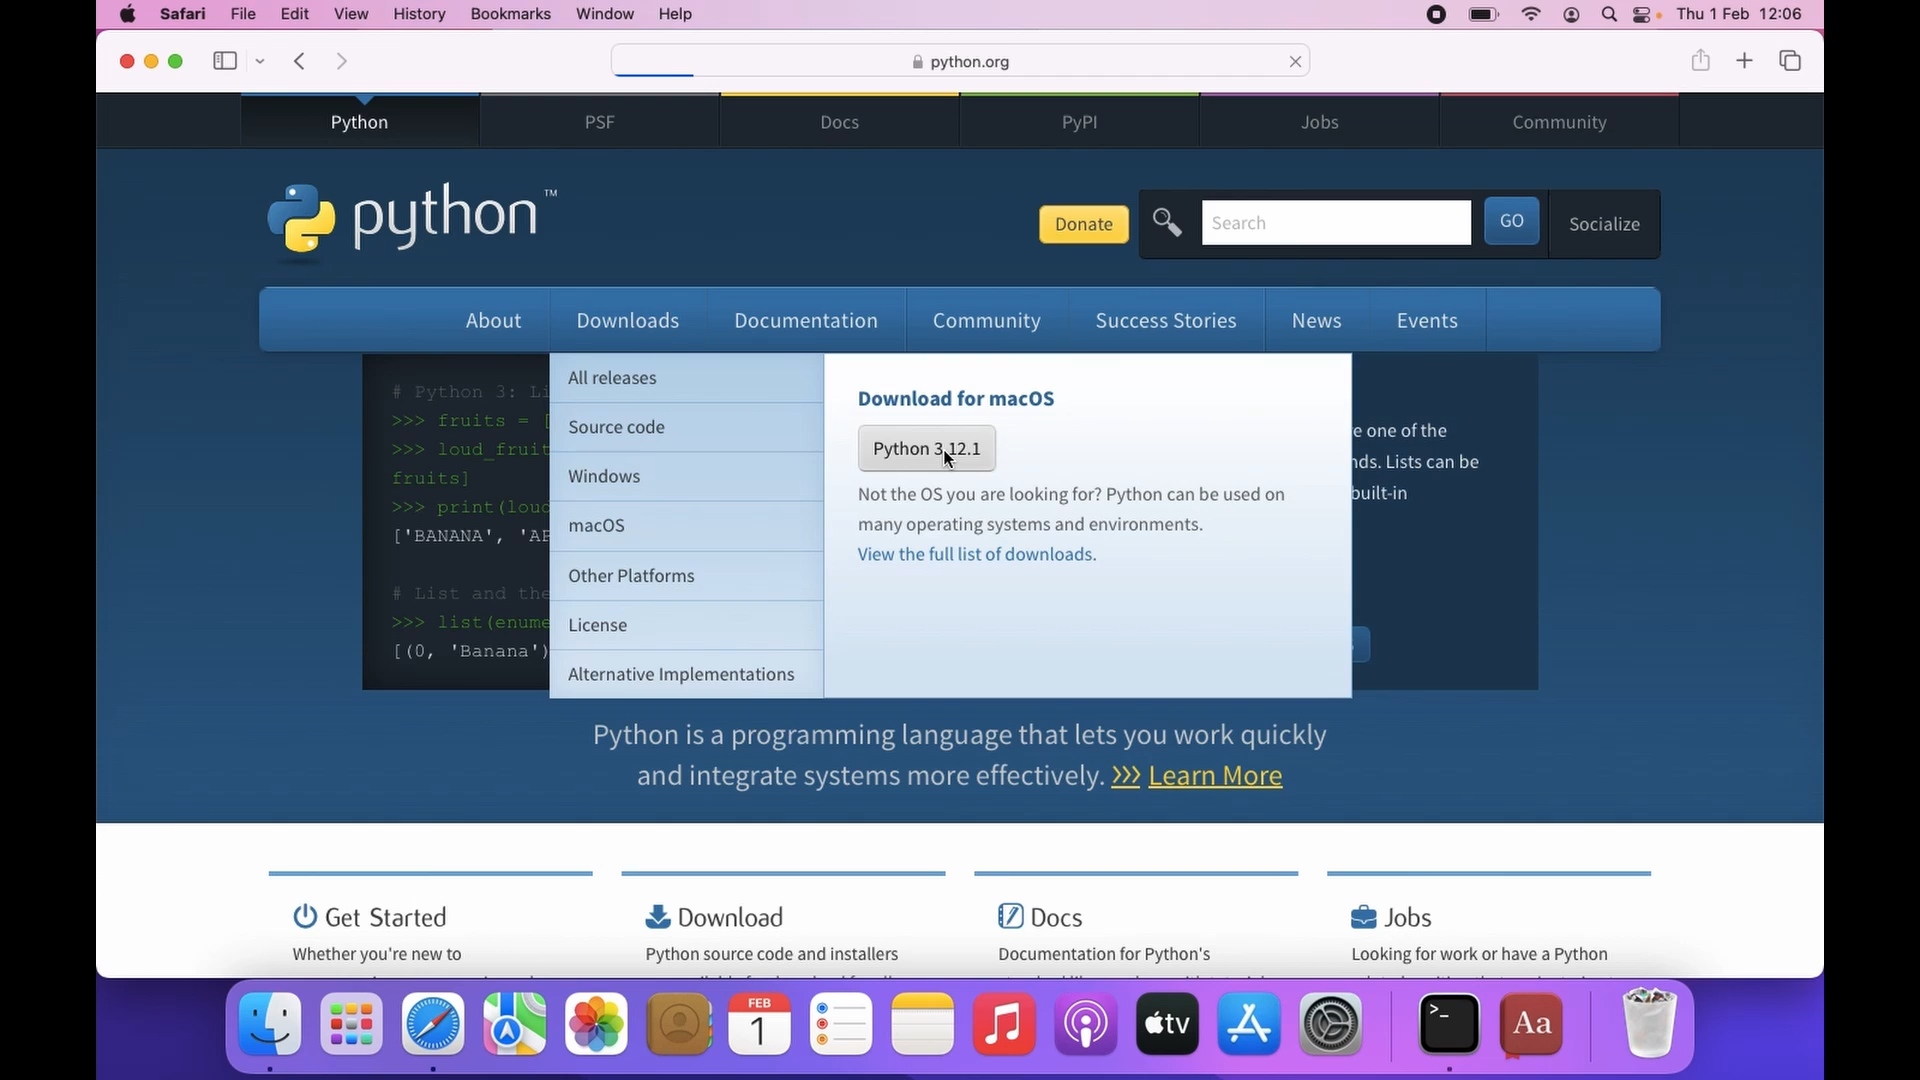 Safari File Edit View History Bookmarks Window Help Thu 1 Feb 12:06
python.org
Python PSF Docs PyPI Jobs Community
python™
Donate Search GO Socialize
About Downloads Documentation Community Success Stories News Events
All releases
Source code
Windows
macOS
Other Platforms
License
Alternative Implementations
Download for macOS
Python 3.12.1
Not the OS you are looking for? Python can be used on
many operating systems and environments.
View the full list of downloads.
# Python 3: Li
>>> fruits = [
>>> loud_fruit
fruits]
>>> print(loud
['BANANA', 'AP
# List and the
>>> list(enume
[(0, 'Banana')
e one of the
nds. Lists can be
built-in
Python is a programming language that lets you work quickly
and integrate systems more effectively. >>> Learn More
Get Started
Whether you're new to
Download
Python source code and installers
Docs
Documentation for Python's
Jobs
Looking for work or have a Python
FEB
1
tv
>_
Aa